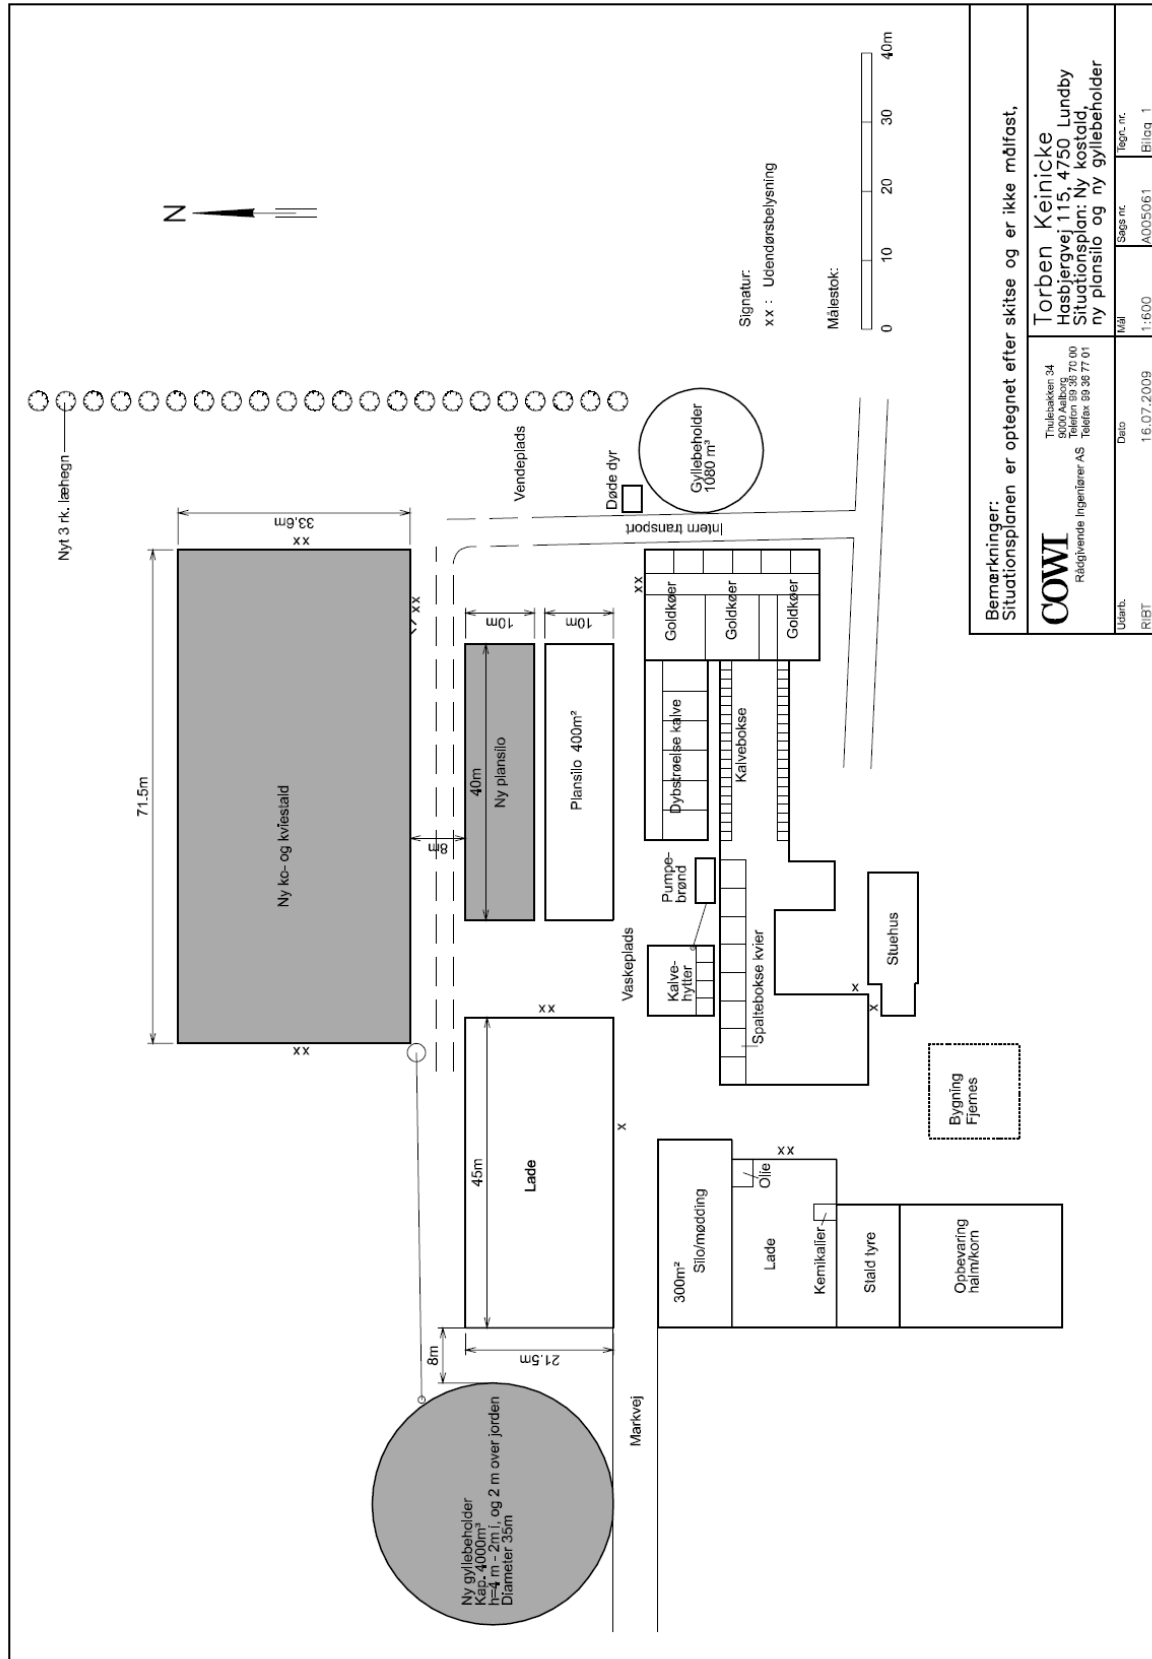 Ny gyllebeholder
Kap. 4000m³
h=4 m - 2m i, og 2 m over jorden
Diameter 35m
8m
21.5m
45m
Lade
x
xx
Markvej
71.5m
33,6m
Ny ko- og kviestald
xx
xx
xx
8m
40m
Ny plansilo
10m
Plansilo 400m²
10m
Nyt 3 rk. læhegn
N
Vendeplads
Døde dyr
Gyllebeholder
1080 m³
Intern transport
Vaskeplads
Kalve-
hytter
Pumpe-
brønd
Dybstrøelse kalve
Kalvebokse
Spaltebokse kvier
xx
Goldkøer
Goldkøer
Goldkøer
Stuehus
x
x
Bygning
Fjernes
300m²
Silo/mødding
Olie
xx
Lade
Kemikalier
Stald tyre
Opbevaring
halm/korn
Signatur:
xx : Udendørsbelysning
Målestok:
0 10 20 30 40m
Bemærkninger:
Situationsplanen er optegnet efter skitse og er ikke målfast,
COWI
Rådgivende Ingeniører AS
Thulebakken 34
9000 Aalborg
Telefon 99 36 70 00
Telefax 99 36 77 01
Torben Keinicke
Hasbjergvej 115, 4750 Lundby
Situationsplan: Ny kostald,
ny plansilo og ny gyllebeholder
Udarb.
RIBT
Dato
16.07.2009
Mål
1:600
Sags nr.
A005061
Tegn. nr.
Bilag 1